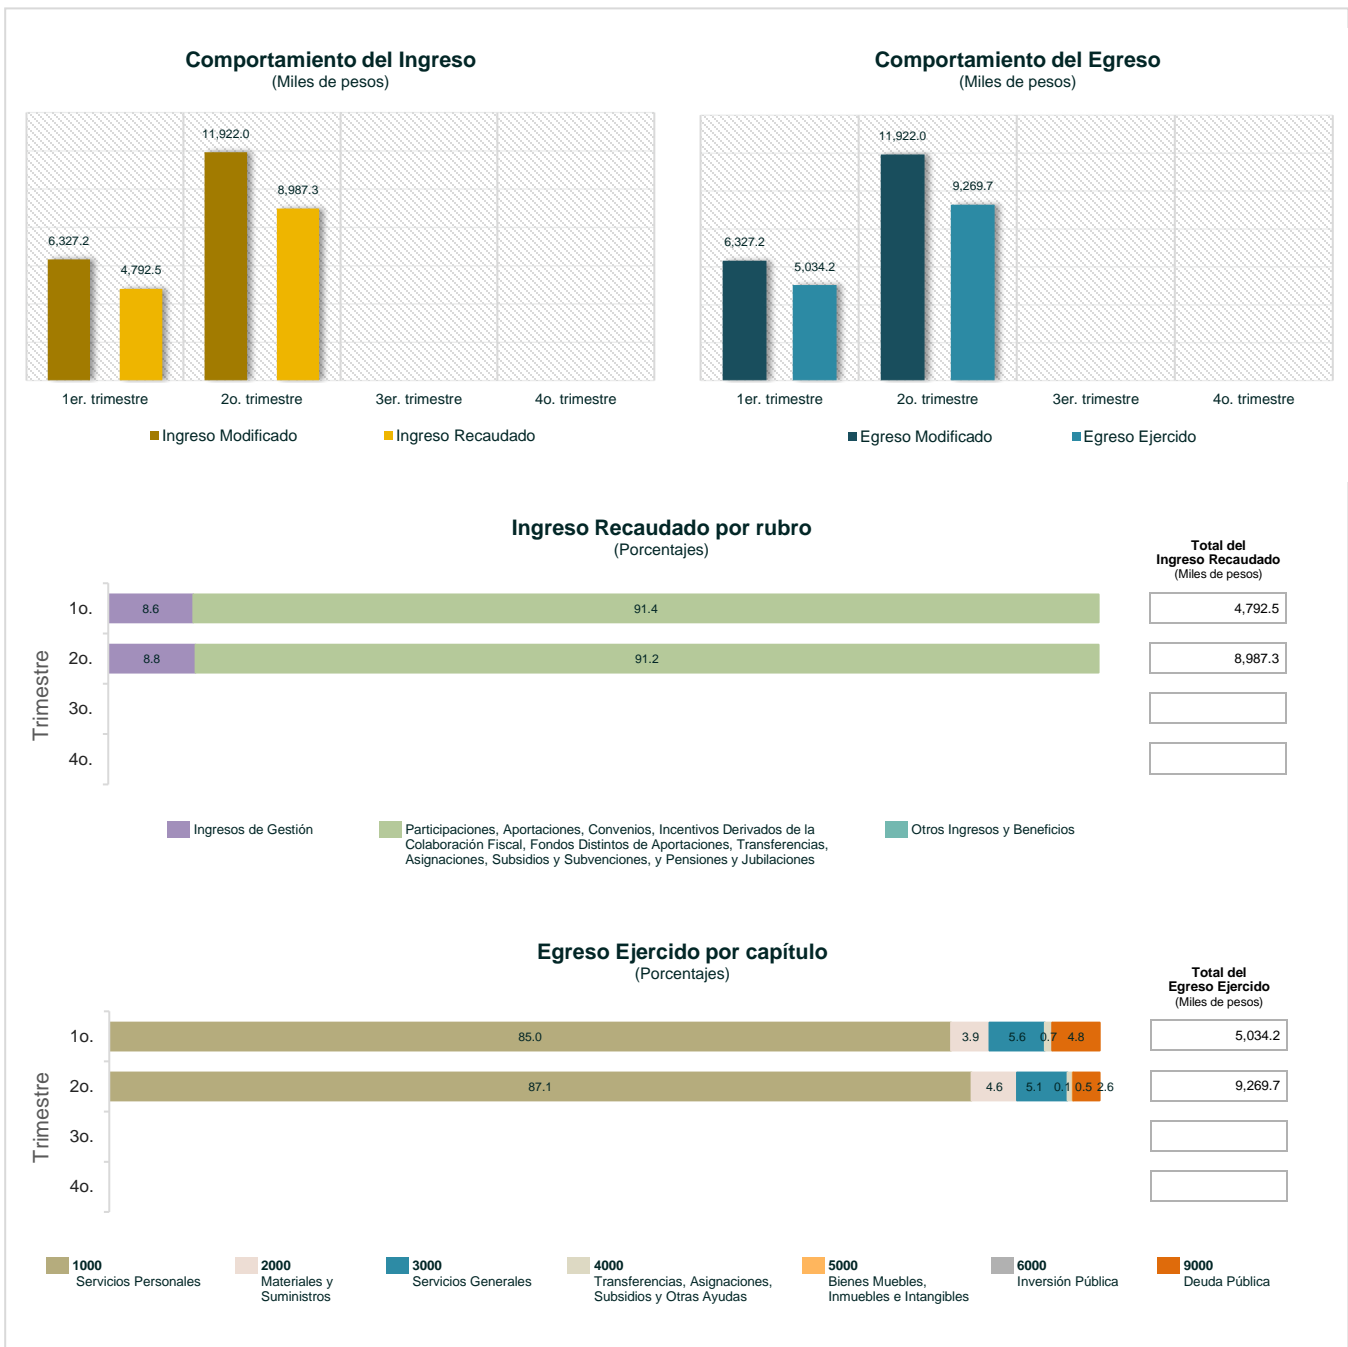 Comportamiento del Ingreso
(Miles de pesos)
11,922.0
8,987.3
6,327.2
4,792.5
1er. trimestre
2o. trimestre
3er. trimestre
4o. trimestre
Ingreso Modificado
Ingreso Recaudado
Comportamiento del Egreso
(Miles de pesos)
11,922.0
9,269.7
6,327.2
5,034.2
1er. trimestre
2o. trimestre
3er. trimestre
4o. trimestre
Egreso Modificado
Egreso Ejercido
Ingreso Recaudado por rubro
(Porcentajes)
Total del
Ingreso Recaudado
(Miles de pesos)
Trimestre
1o.
8.6
91.4
4,792.5
2o.
8.8
91.2
8,987.3
3o.
4o.
Ingresos de Gestión
Participaciones, Aportaciones, Convenios, Incentivos Derivados de la
Colaboración Fiscal, Fondos Distintos de Aportaciones, Transferencias,
Asignaciones, Subsidios y Subvenciones, y Pensiones y Jubilaciones
Otros Ingresos y Beneficios
Egreso Ejercido por capítulo
(Porcentajes)
Total del
Egreso Ejercido
(Miles de pesos)
Trimestre
1o.
85.0
3.9
5.6
0.7
4.8
5,034.2
2o.
87.1
4.6
5.1
0.1
0.5
2.6
9,269.7
3o.
4o.
1000
Servicios Personales
2000
Materiales y
Suministros
3000
Servicios Generales
4000
Transferencias, Asignaciones,
Subsidios y Otras Ayudas
5000
Bienes Muebles,
Inmuebles e Intangibles
6000
Inversión Pública
9000
Deuda Pública